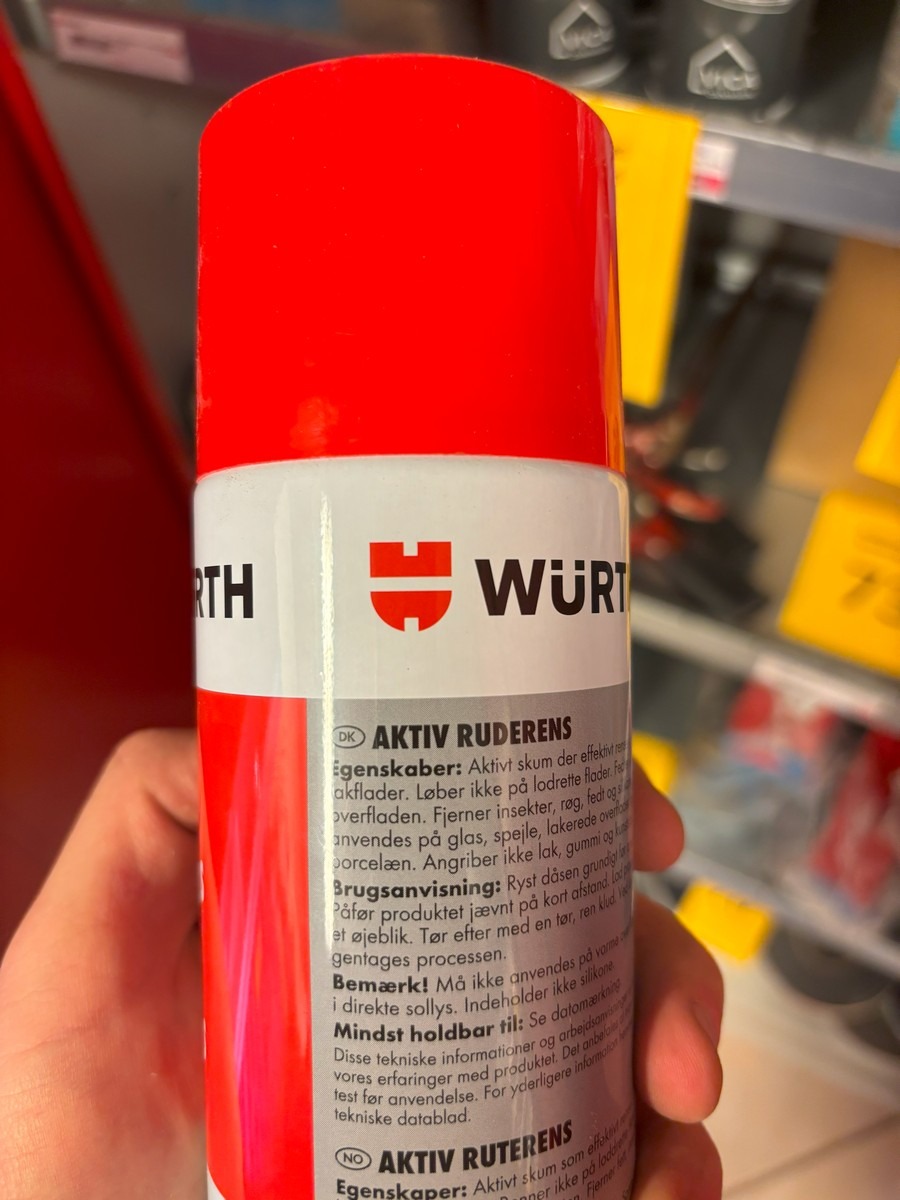 RTH
WÜRT
DK AKTIV RUDERENS
Egenskaber: Aktivt skum der effektivt
akflader. Løber ikke på lodrette flader.
overfladen. Fjerner insekter, røg, fedt og
anvendes på glas, spejle, lakerede
porcelæn. Angriber ikke lak, gummi og
Brugsanvisning: Ryst dåsen grundigt
Påfør produktet jævnt på kort afstand. Lad
et øjeblik. Tør efter med en tør, ren klud.
gentages processen.
Bemærk! Må ikke anvendes på varme
i direkte sollys. Indeholder ikke silikone.
Mindst holdbar til: Se datomærkning.
Disse tekniske informationer og
vores erfaringer med produktet. Det
test før anvendelse. For yderligere information
tekniske datablad.
NO AKTIV RUTERENS
Egenskaper: Aktivt skum som effektivt
ikke på
Fjerner